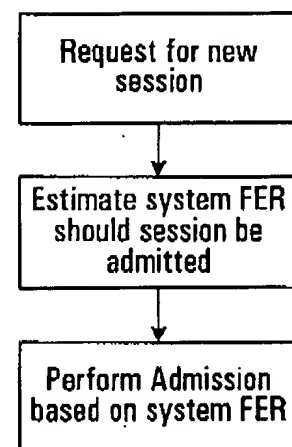 Request for new
session
Estimate system FER
should session be
admitted
Perform Admission
based on system FER